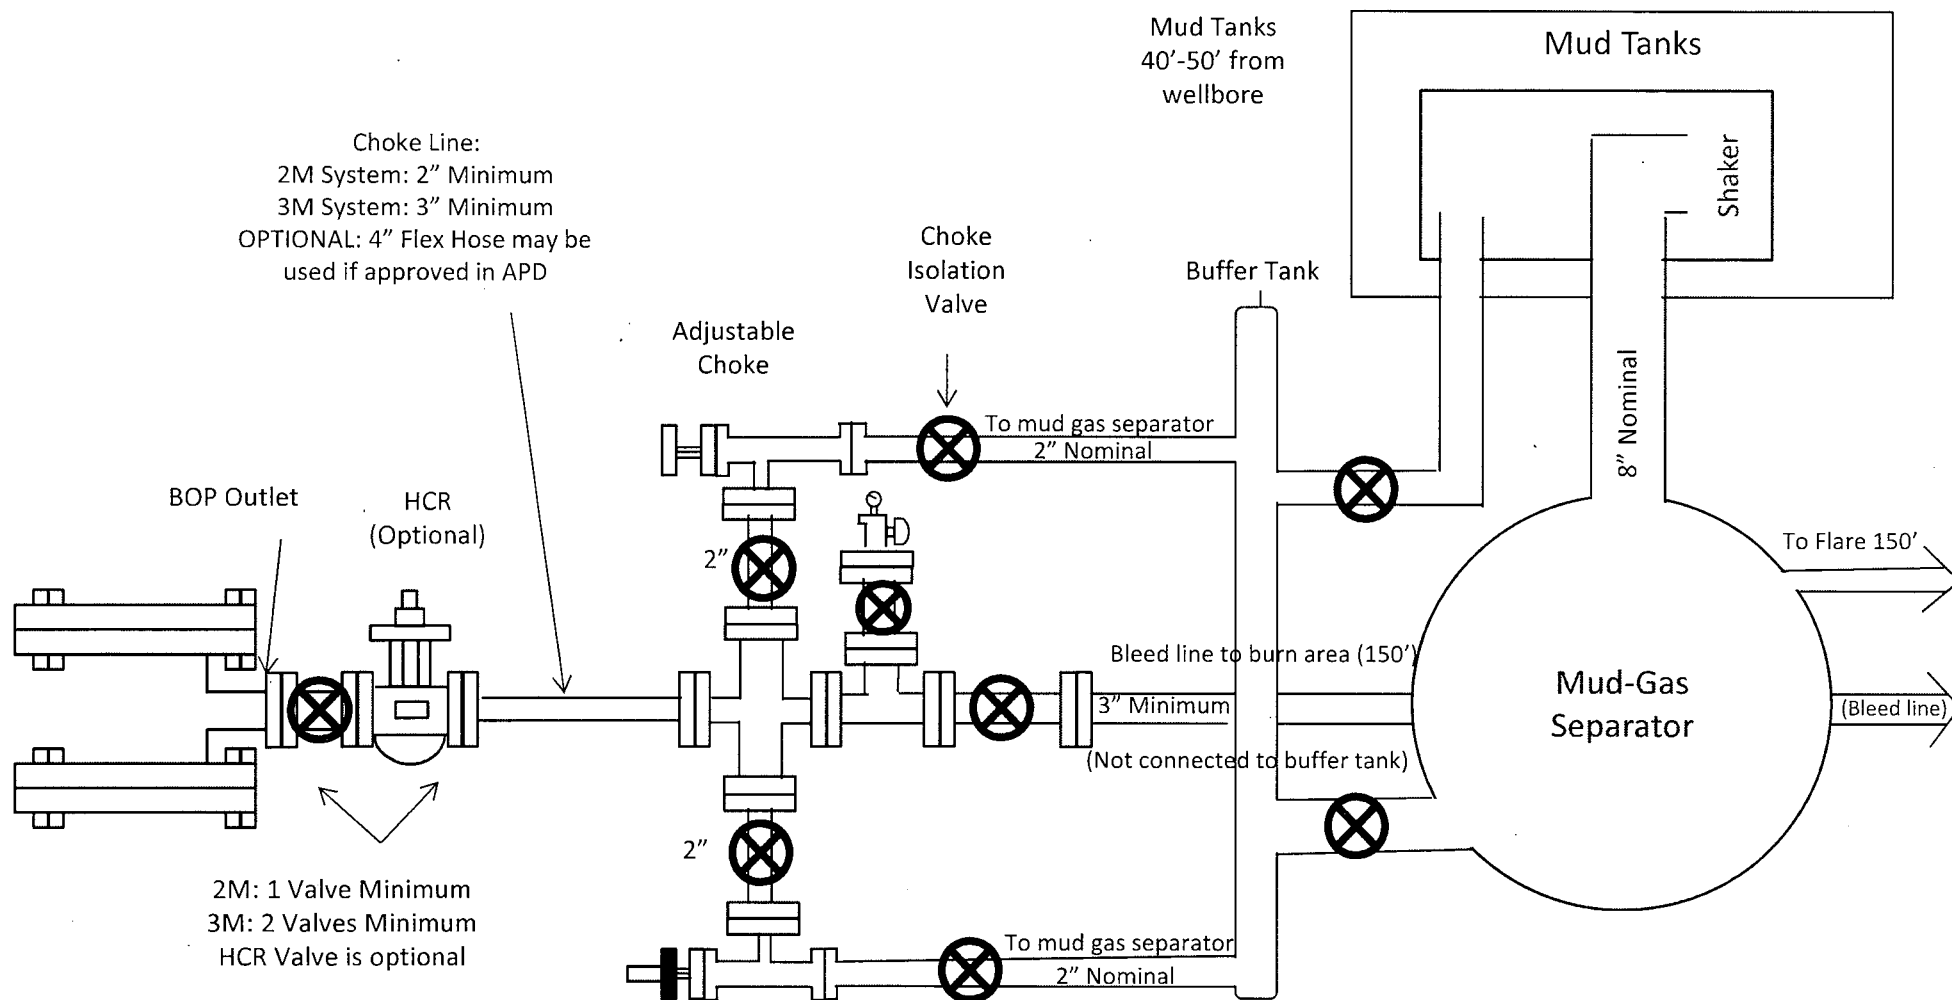 Mud Tanks
40’-50’ from
wellbore
Mud Tanks
Shaker
Choke Line:
2M System: 2” Minimum
3M System: 3” Minimum
OPTIONAL: 4” Flex Hose may be
used if approved in APD
Choke
Isolation
Valve
Buffer Tank
Adjustable
Choke
8” Nominal
To mud gas separator
2” Nominal
BOP Outlet
HCR
(Optional)
2”
To Flare 150’
Bleed line to burn area (150’)
3” Minimum
(Not connected to buffer tank)
Mud-Gas
Separator
(Bleed line)
2”
2M: 1 Valve Minimum
3M: 2 Valves Minimum
HCR Valve is optional
To mud gas separator
2” Nominal